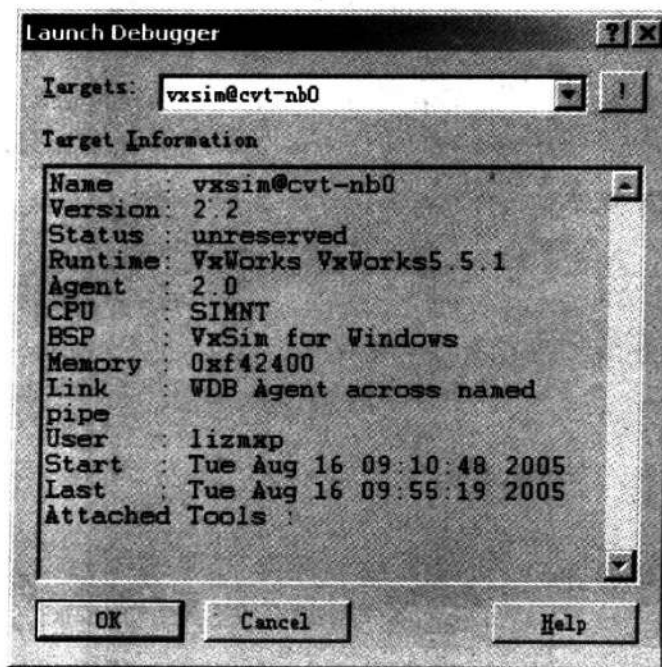 Launch Debugger
Targets: vxsim@cvt-nb0 !
Target Information
Name : vxsim@cvt-nb0
Version: 2.2
Status : unreserved
Runtime: VxWorks VxWorks5.5.1
Agent : 2.0
CPU : SIMNT
BSP : VxSim for Windows
Memory : 0xf42400
Link : WDB Agent across named
pipe
User : lizmxp
Start : Tue Aug 16 09:10:48 2005
Last : Tue Aug 16 09:55:19 2005
Attached Tools :
OK Cancel Help